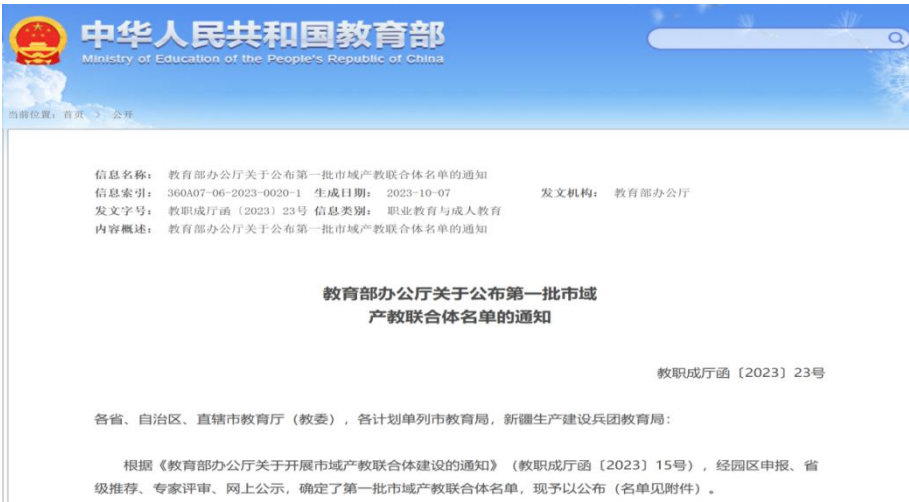 中华人民共和国教育部
Ministry of Education of the People's Republic of China
当前位置：首页 > 公开
信息名称： 教育部办公厅关于公布第一批市域产教联合体名单的通知
信息索引： 360A07-06-2023-0020-1 生成日期： 2023-10-07 发文机构： 教育部办公厅
发文字号： 教职成厅函〔2023〕23号 信息类别： 职业教育与成人教育
内容概述： 教育部办公厅关于公布第一批市域产教联合体名单的通知
教育部办公厅关于公布第一批市域
产教联合体名单的通知
教职成厅函〔2023〕23号
各省、自治区、直辖市教育厅（教委），各计划单列市教育局，新疆生产建设兵团教育局：
根据《教育部办公厅关于开展市域产教联合体建设的通知》（教职成厅函〔2023〕15号），经园区申报、省
级推荐、专家评审、网上公示，确定了第一批市域产教联合体名单，现予以公布（名单见附件）。